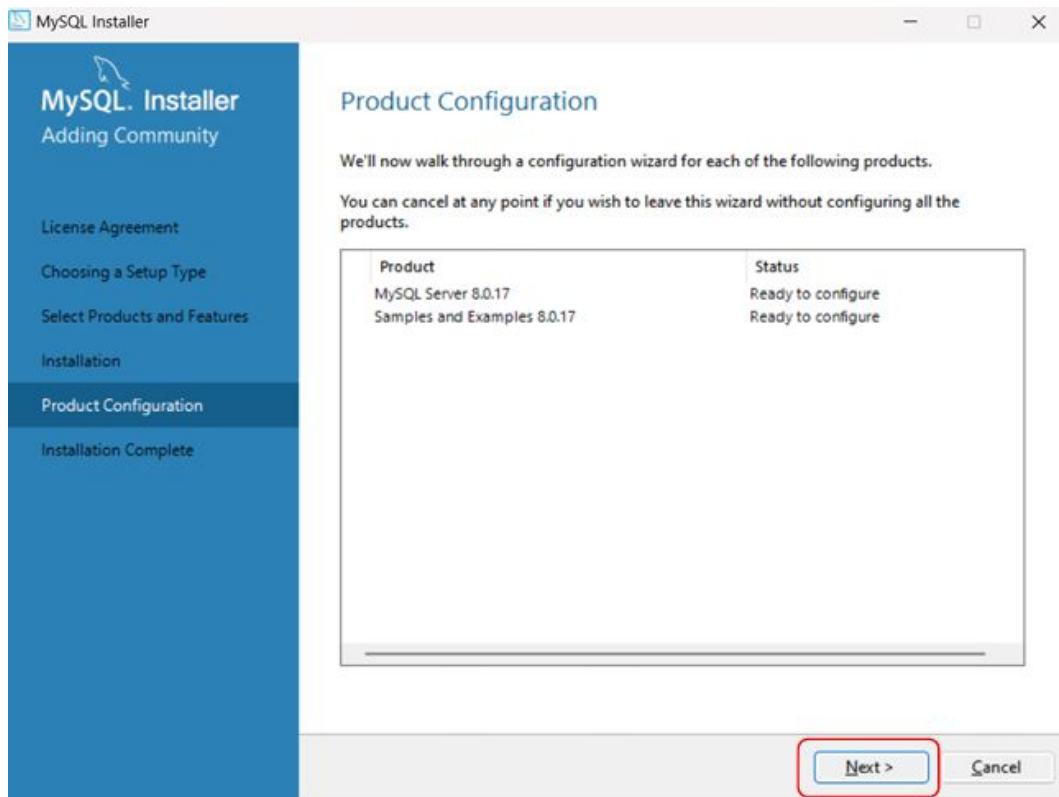 MySQL Installer
MySQL. Installer
Adding Community
License Agreement
Choosing a Setup Type
Select Products and Features
Installation
Product Configuration
Installation Complete
Product Configuration
We'll now walk through a configuration wizard for each of the following products.
You can cancel at any point if you wish to leave this wizard without configuring all the
products.
Product Status
MySQL Server 8.0.17 Ready to configure
Samples and Examples 8.0.17 Ready to configure
Next > Cancel